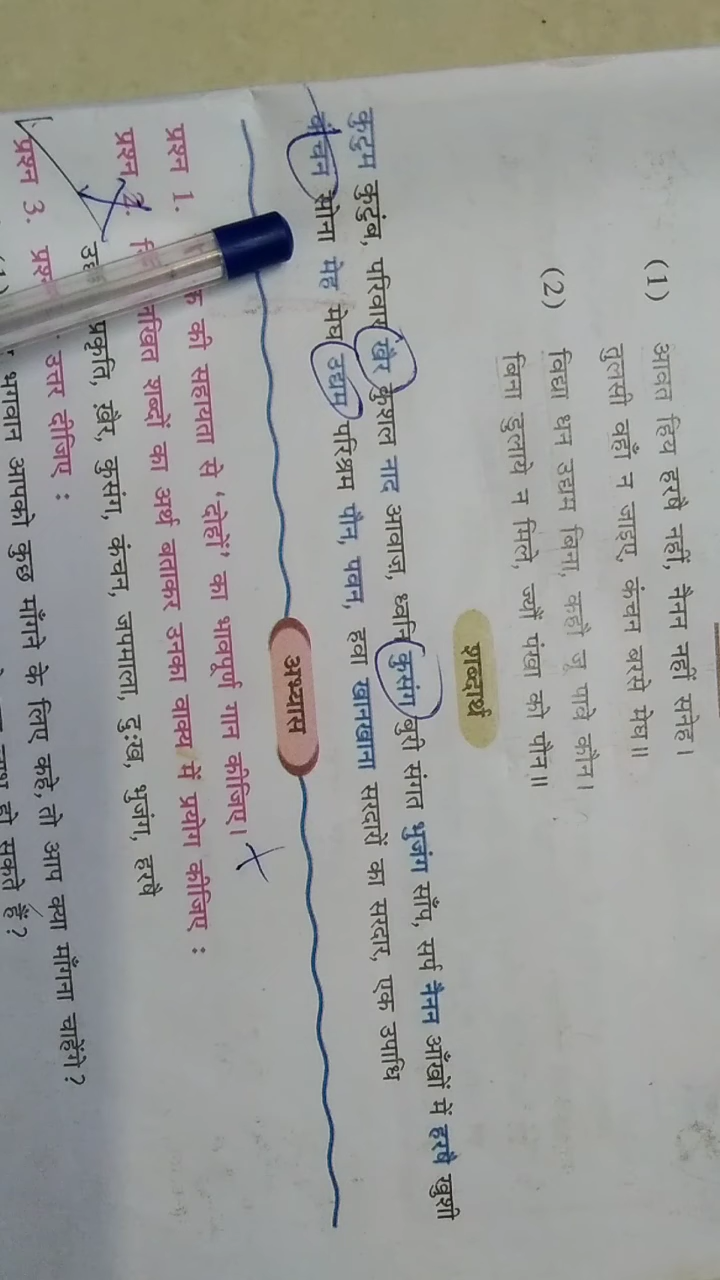 (1) आवत हिय हरषै नहीं, नैनन नहीं सनेह।
तुलसी वहाँ न जाइए, कंचन बरसे मेघ॥
(2) विद्या धन उद्यम बिना, कहौ जु पावे कौन।
बिना डुलाये न मिले, ज्यों पंखा को पौन॥
शब्दार्थ
कुटुम कुटुंब, परिवार खैर कुशल नाद आवाज, ध्वनि कुसंग बुरी संगत भुजंग साँप, सर्प नैनन आँखों में हरषै खुशी
कंचन सोना मेह मेघ उद्यम परिश्रम पौन, पवन, हवा खानखाना सरदारों का सरदार, एक उपाधि
अभ्यास
प्रश्न 1. की सहायता से 'दोहों' का भावपूर्ण गान कीजिए।
प्रश्न 2. शब्दों का अर्थ बताकर उनका वाक्य में प्रयोग कीजिए :
प्रकृति, ख़ैर, कुसंग, कंचन, जपमाला, दुःख, भुजंग, हरषै
प्रश्न 3. उत्तर दीजिए :
भगवान आपको कुछ माँगने के लिए कहे, तो आप क्या माँगना चाहेंगे?
हो सकते हैं?